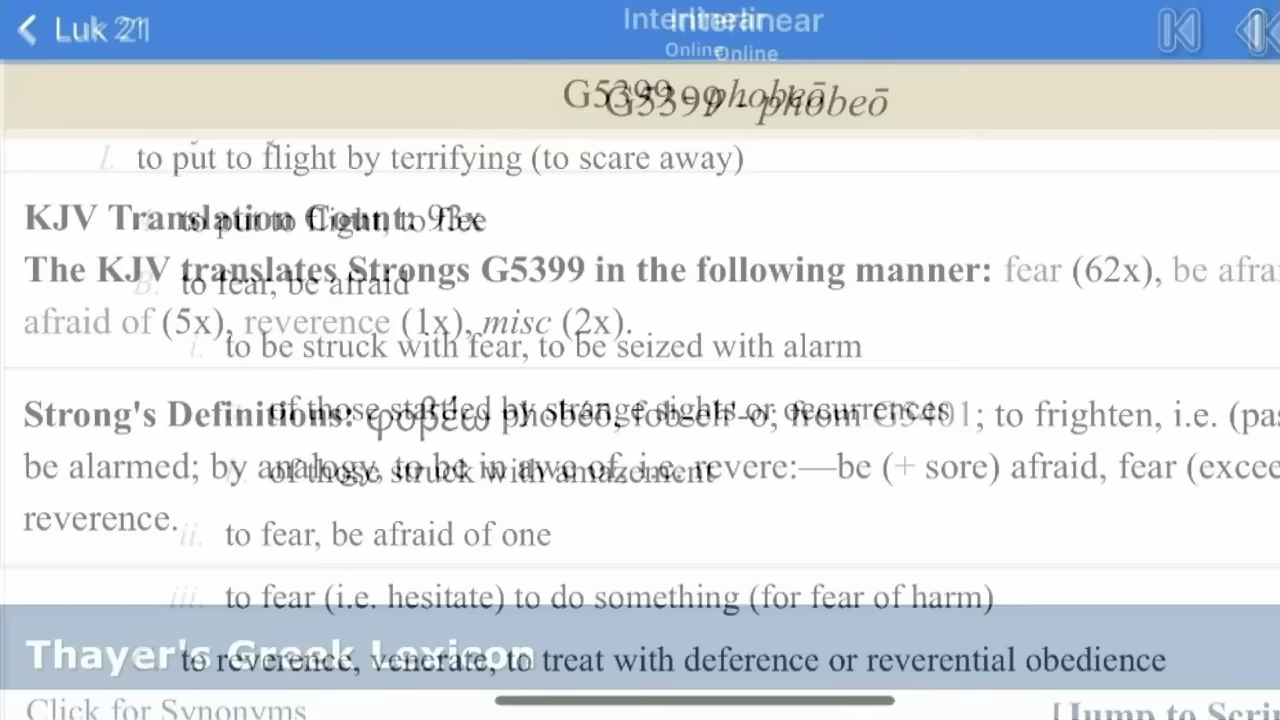 Luk 21
Interlinear
Online
G5399 - phobeō
1. to put to flight by terrifying (to scare away)
KJV Translation Count: 93x
to put to flight, to flee
The KJV translates Strongs G5399 in the following manner: fear (62x), be afra
B. to fear, be afraid
afraid of (5x), reverence (1x), misc (2x).
i. to be struck with fear, to be seized with alarm
of those startled by strange sights or occurrences
Strong's Definitions: φοβέω phobéō, fob-eh'-o; from G5401; to frighten, i.e. (pas
be alarmed; by analogy, to be in awe of, i.e. revere:—be (+ sore) afraid, fear (excee
of those struck with amazement
reverence.
ii. to fear, be afraid of one
iii. to fear (i.e. hesitate) to do something (for fear of harm)
Thayer's Greek Lexicon
to reverence, venerate, to treat with deference or reverential obedience
Click for Synonyms
[Jump to Scri